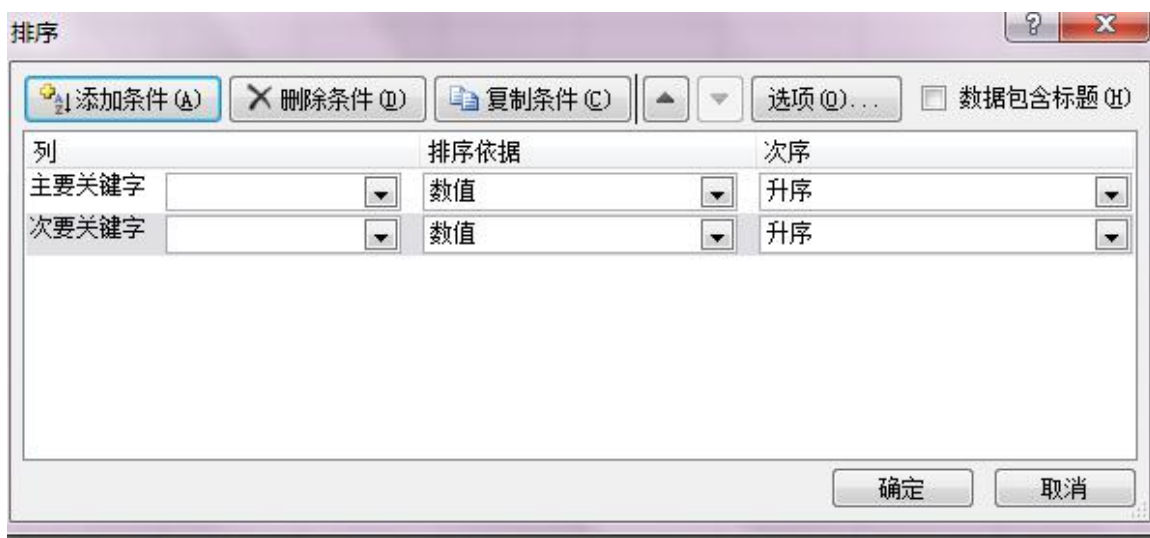 排序
添加条件(A) 删除条件(D) 复制条件(C) 选项(O)... 数据包含标题(H)
列 排序依据 次序
主要关键字 数值 升序
次要关键字 数值 升序
确定 取消